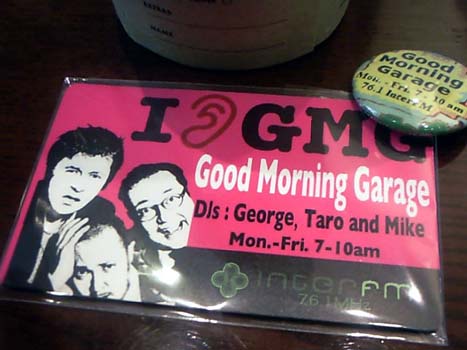 I GMG
Good Morning Garage
DJs : George, Taro and Mike
Mon.-Fri. 7-10am
interfm
76.1MHz
Good
Morning
Garage
Mon.- Fri. 7 - 10 am
76.1 InterFM